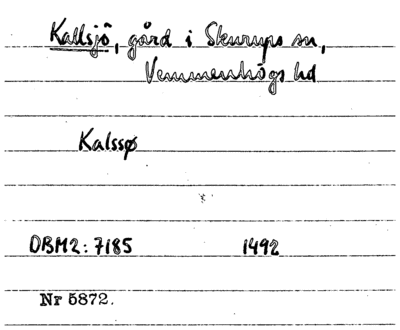 Kallsjö, gård i Skurups sn,
Vemmenhögs hd
Kalssø
DBM2: 7185 1492
Nr 5872.